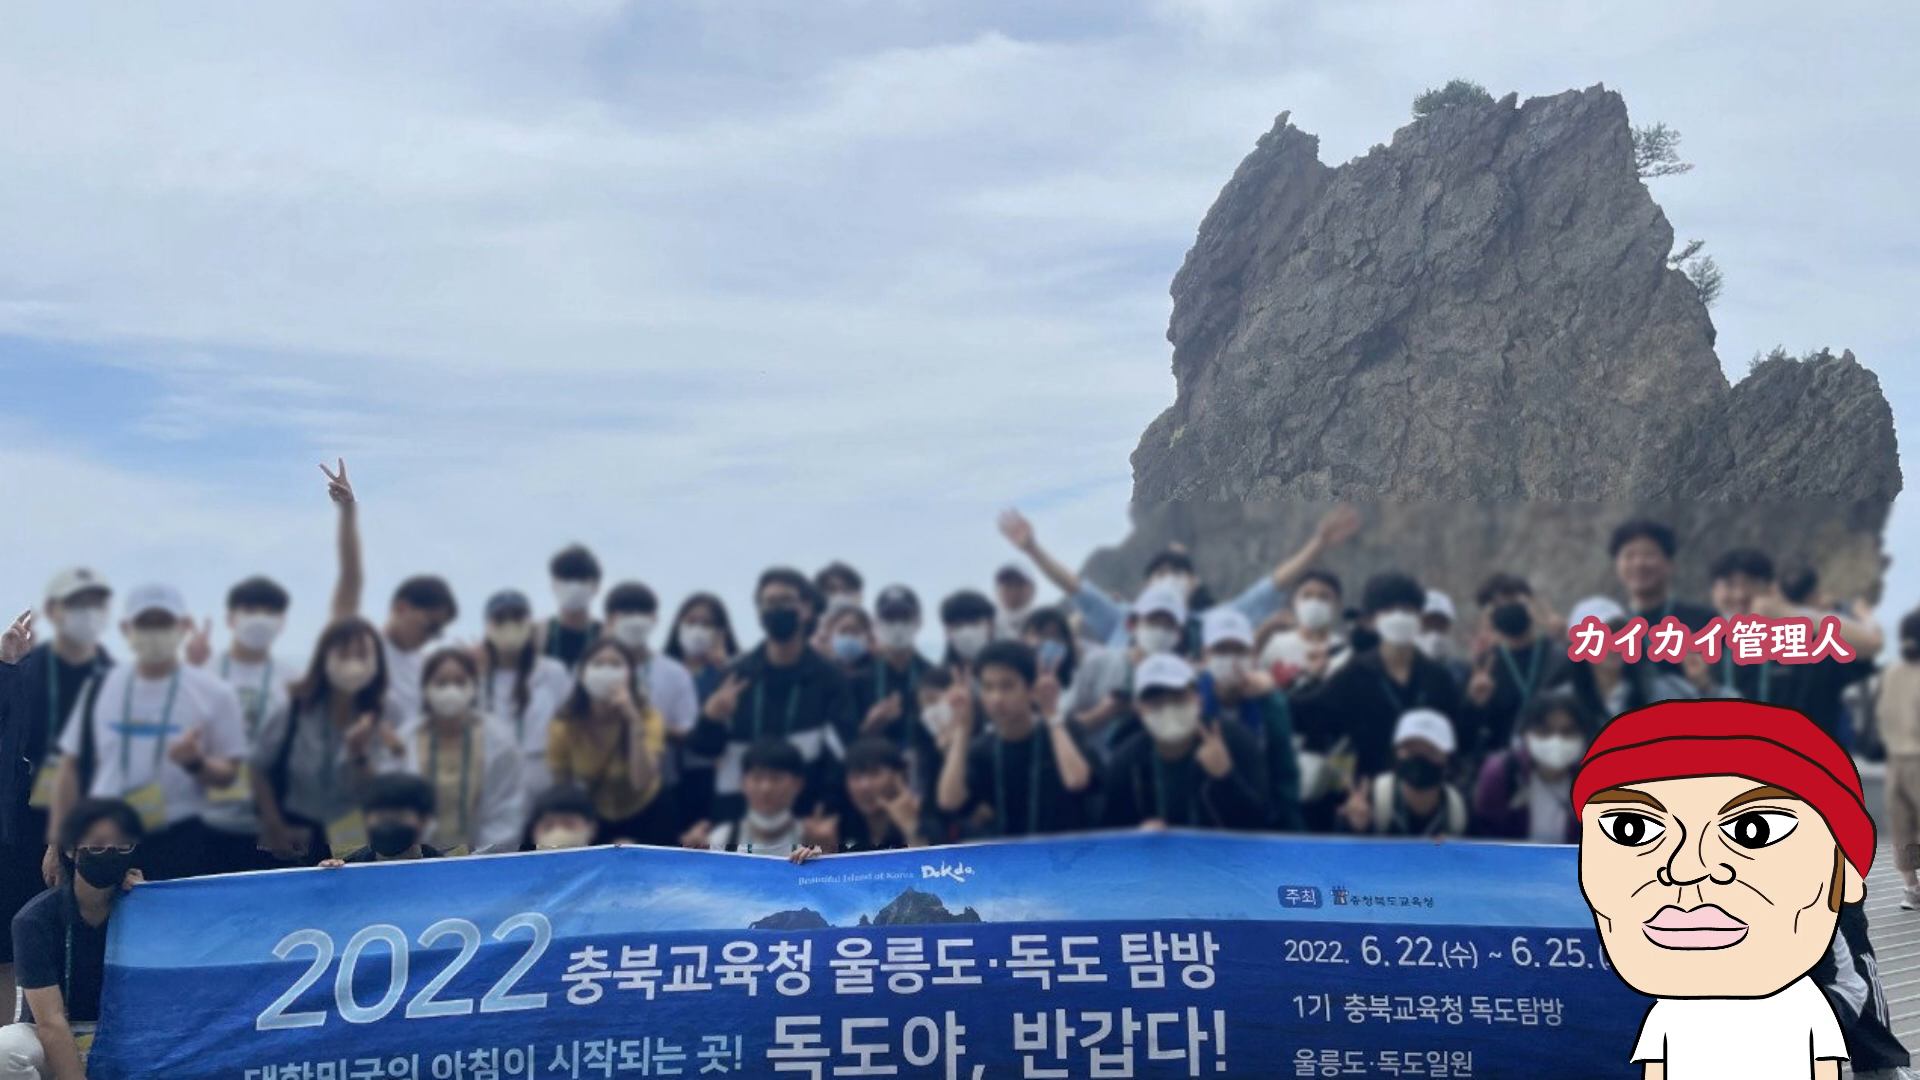 カイカイ管理人
Beautiful Island of Korea Dokdo
주최 충청북도교육청
2022 충북교육청 울릉도·독도 탐방
2022. 6. 22.(수) ~ 6. 25.(
1기 충북교육청 독도탐방
대한민국의 아침이 시작되는 곳! 독도야, 반갑다!
울릉도·독도일원